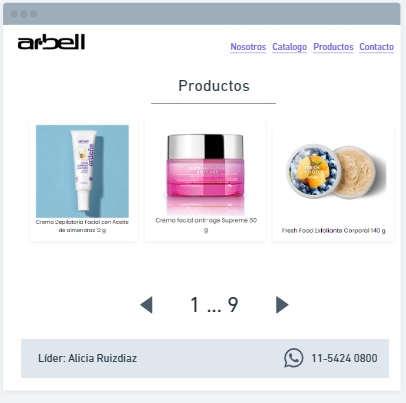 arbell
Nosotros Catalogo Productos Contacto
Productos
Crema Depilatoria Facial con Aceite
de almendras 12 g
Crema facial anti-age Supreme 50
g
Fresh Food Exfoliante Corporal 140 g
1 ... 9
Líder: Alicia Ruizdiaz
11-5424 0800